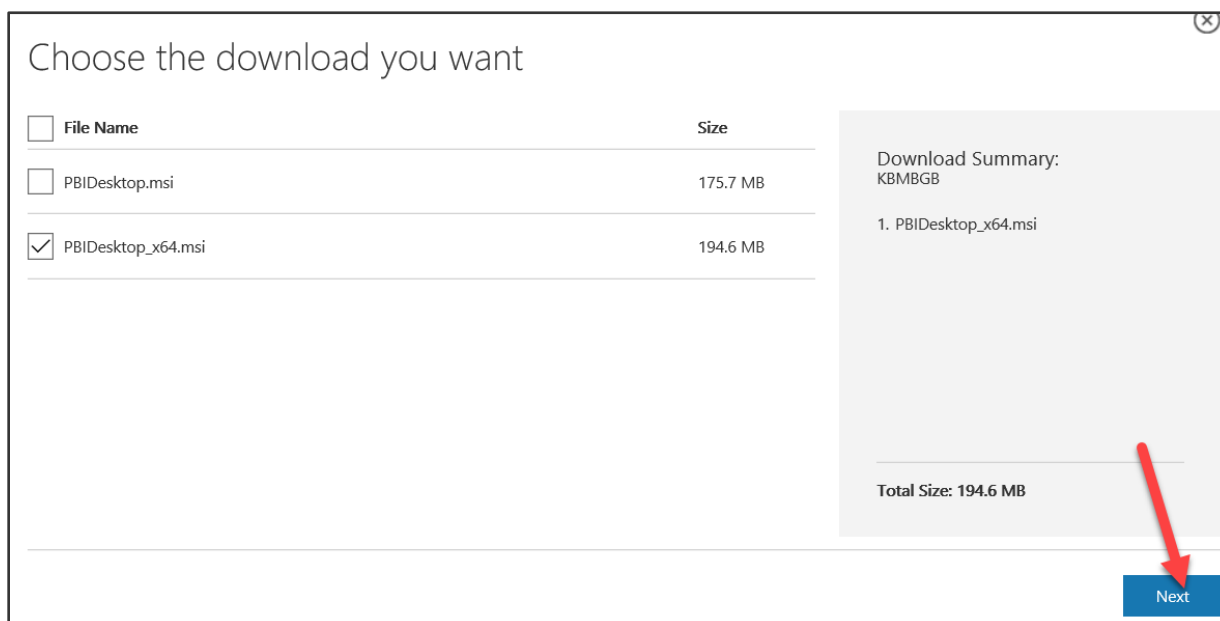 Choose the download you want
File Name Size
PBIDesktop.msi 175.7 MB
PBIDesktop_x64.msi 194.6 MB
Download Summary:
KBMBGB
1. PBIDesktop_x64.msi
Total Size: 194.6 MB
Next